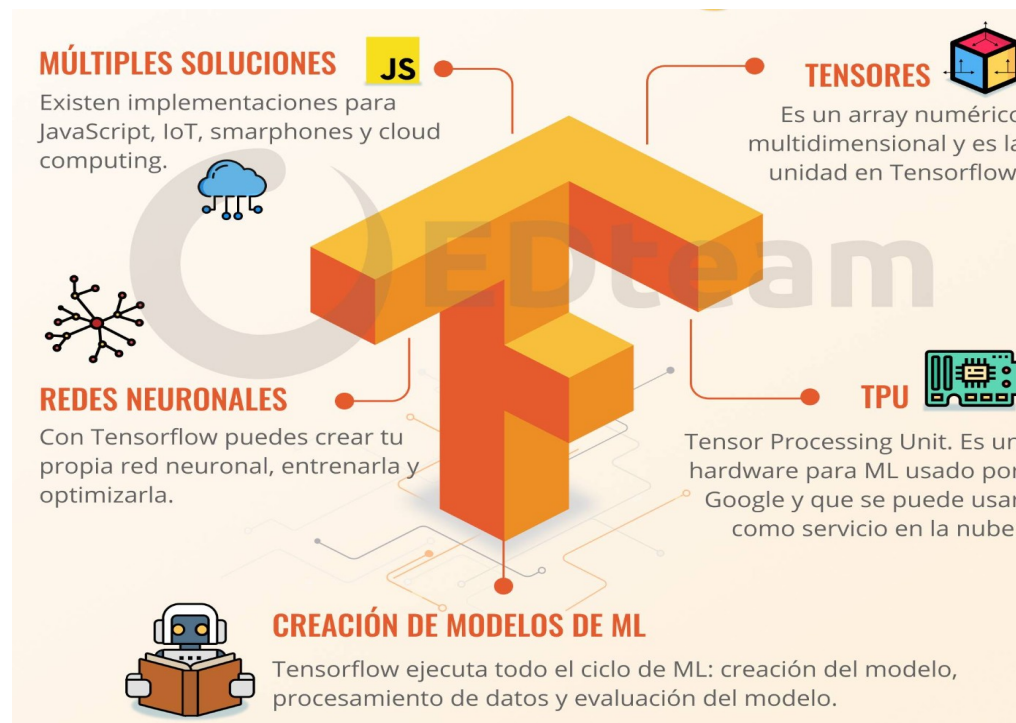 MÚLTIPLES SOLUCIONES
JS
Existen implementaciones para
JavaScript, IoT, smarphones y cloud
computing.
TENSORES
Es un array numérico
multidimensional y es la
unidad en Tensorflow
EDteam
REDES NEURONALES
Con Tensorflow puedes crear tu
propia red neuronal, entrenarla y
optimizarla.
TPU
Tensor Processing Unit. Es un
hardware para ML usado por
Google y que se puede usar
como servicio en la nube
CREACIÓN DE MODELOS DE ML
Tensorflow ejecuta todo el ciclo de ML: creación del modelo,
procesamiento de datos y evaluación del modelo.